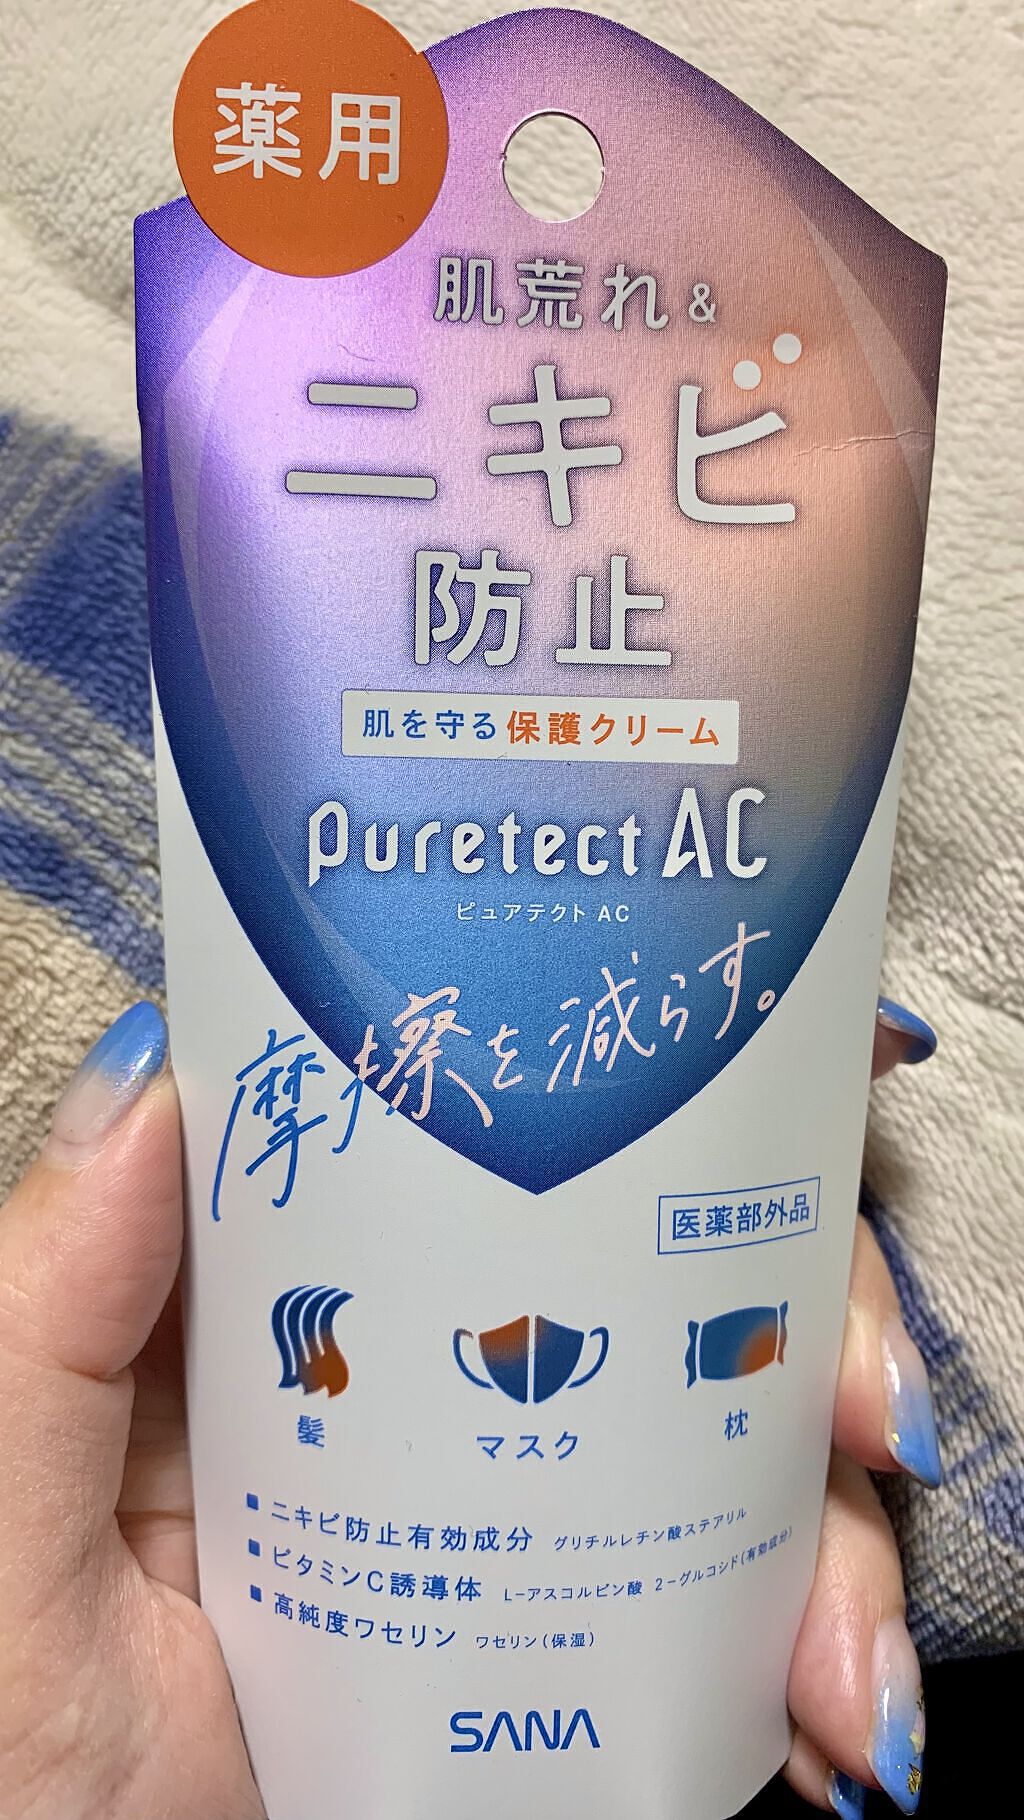 薬用
肌荒れ&
ニキビ
防止
肌を守る保護クリーム
puretect AC
ピュアテクト AC
摩擦を減らす。
医薬部外品
髪
マスク
枕
■ ニキビ防止有効成分 グリチルレチン酸ステアリル
■ ビタミンC誘導体 L-アスコルビン酸 2-グルコシド(有効成分)
■ 高純度ワセリン ワセリン(保湿)
SANA